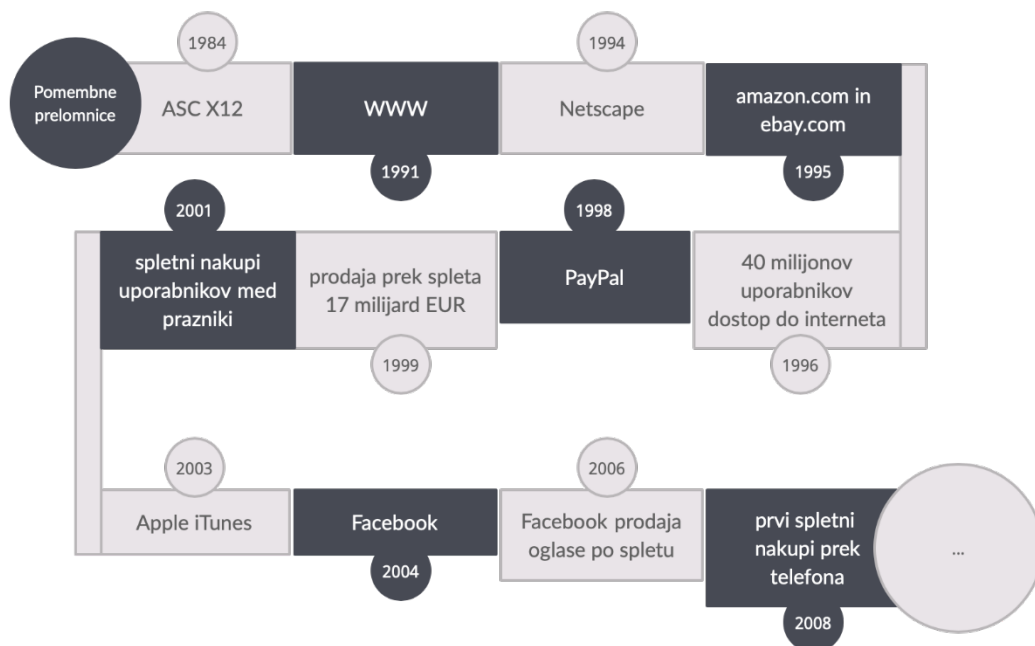 Pomembne
prelomnice
1984
ASC X12
WWW
1991
1994
Netscape
amazon.com in
ebay.com
1995
40 milijonov
uporabnikov
dostop do interneta
1996
1998
PayPal
prodaja prek spleta
17 milijard EUR
1999
2001
spletni nakupi
uporabnikov med
prazniki
2003
Apple iTunes
Facebook
2004
2006
Facebook prodaja
oglase po spletu
prvi spletni
nakupi prek
telefona
2008
...